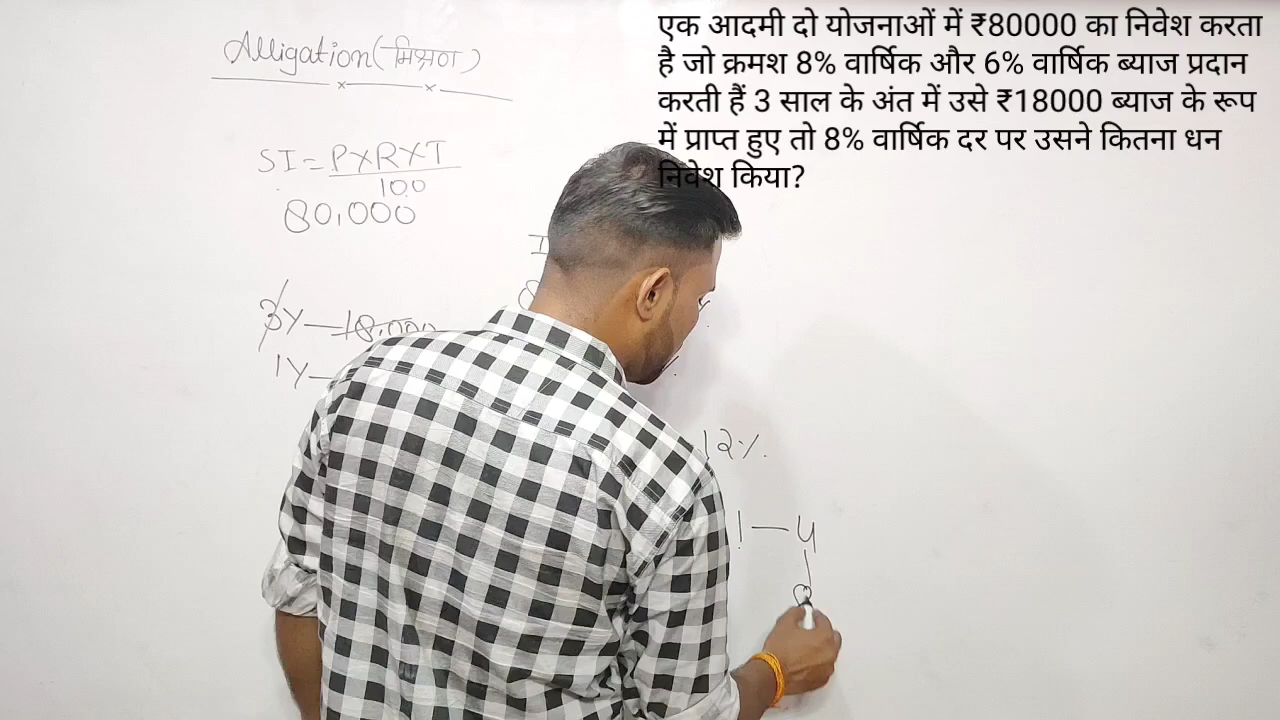 एक आदमी दो योजनाओं में ₹80000 का निवेश करता
है जो क्रमश 8% वार्षिक और 6% वार्षिक ब्याज प्रदान
करती हैं 3 साल के अंत में उसे ₹18000 ब्याज के रूप
में प्राप्त हुए तो 8% वार्षिक दर पर उसने कितना धन
निवेश किया?
Alligation(मिश्रण)
SI=PXRXT
100
80,000
3Y—18,000
1Y—
12%.
1—4